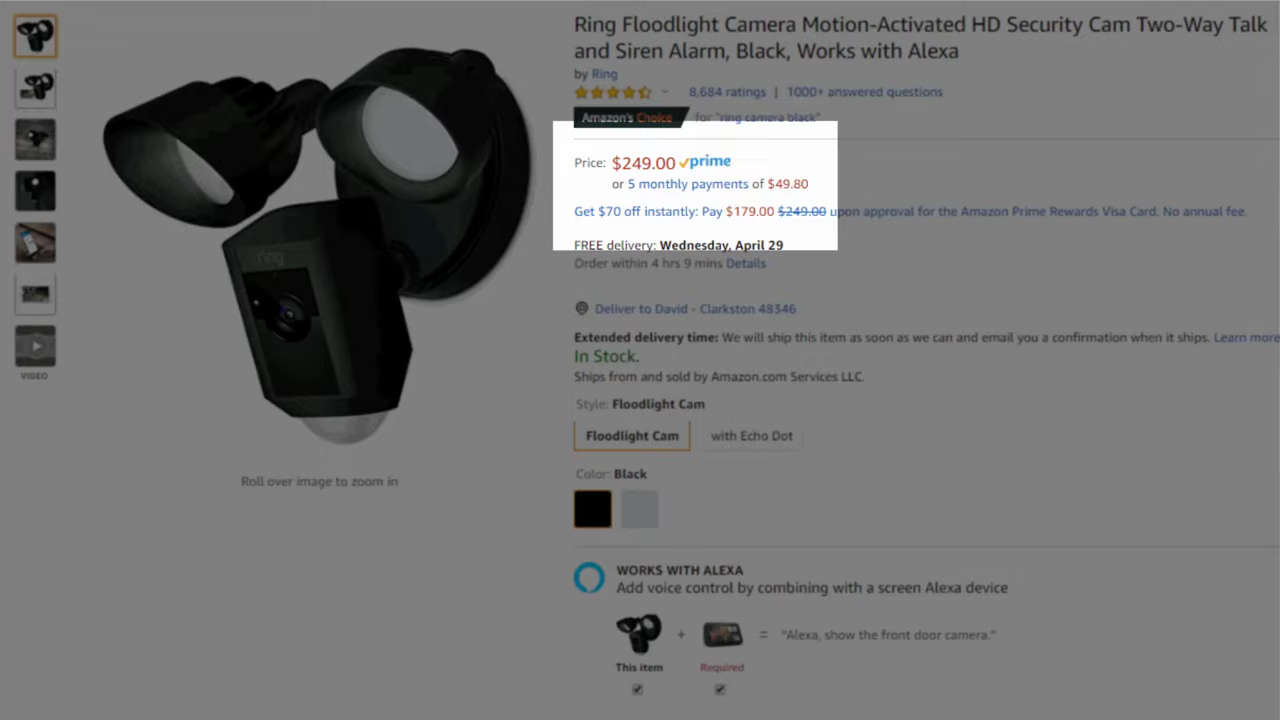 Ring Floodlight Camera Motion-Activated HD Security Cam Two-Way Talk
and Siren Alarm, Black, Works with Alexa
by Ring
8,684 ratings | 1000+ answered questions
Amazon's Choice for "ring camera black"
Price: $249.00 prime
or 5 monthly payments of $49.80
Get $70 off instantly: Pay $179.00 $249.00 upon approval for the Amazon Prime Rewards Visa Card. No annual fee.
FREE delivery: Wednesday, April 29
Order within 4 hrs 9 mins Details
Deliver to David - Clarkston 48346
Extended delivery time: We will ship this item as soon as we can and email you a confirmation when it ships. Learn more
In Stock.
Ships from and sold by Amazon.com Services LLC.
Style: Floodlight Cam
Floodlight Cam with Echo Dot
Color: Black
WORKS WITH ALEXA
Add voice control by combining with a screen Alexa device
+ = "Alexa, show the front door camera."
This item Required
ring
VIDEO
Roll over image to zoom in